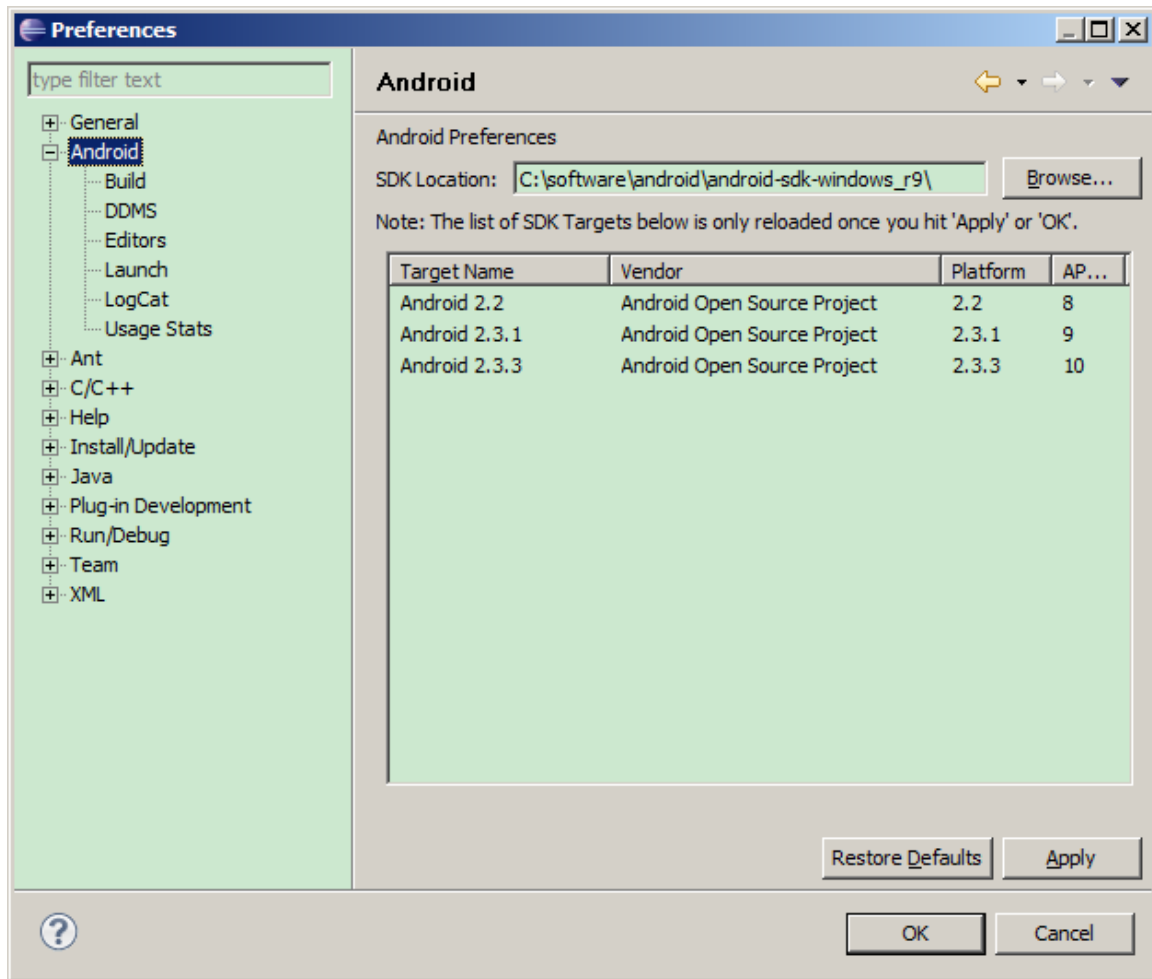 Preferences
type filter text
General
Android
Build
DDMS
Editors
Launch
LogCat
Usage Stats
Ant
C/C++
Help
Install/Update
Java
Plug-in Development
Run/Debug
Team
XML
Android
Android Preferences
SDK Location: C:\software\android\android-sdk-windows_r9\ Browse...
Note: The list of SDK Targets below is only reloaded once you hit 'Apply' or 'OK'.
Target Name Vendor Platform AP...
Android 2.2 Android Open Source Project 2.2 8
Android 2.3.1 Android Open Source Project 2.3.1 9
Android 2.3.3 Android Open Source Project 2.3.3 10
Restore Defaults Apply
? OK Cancel